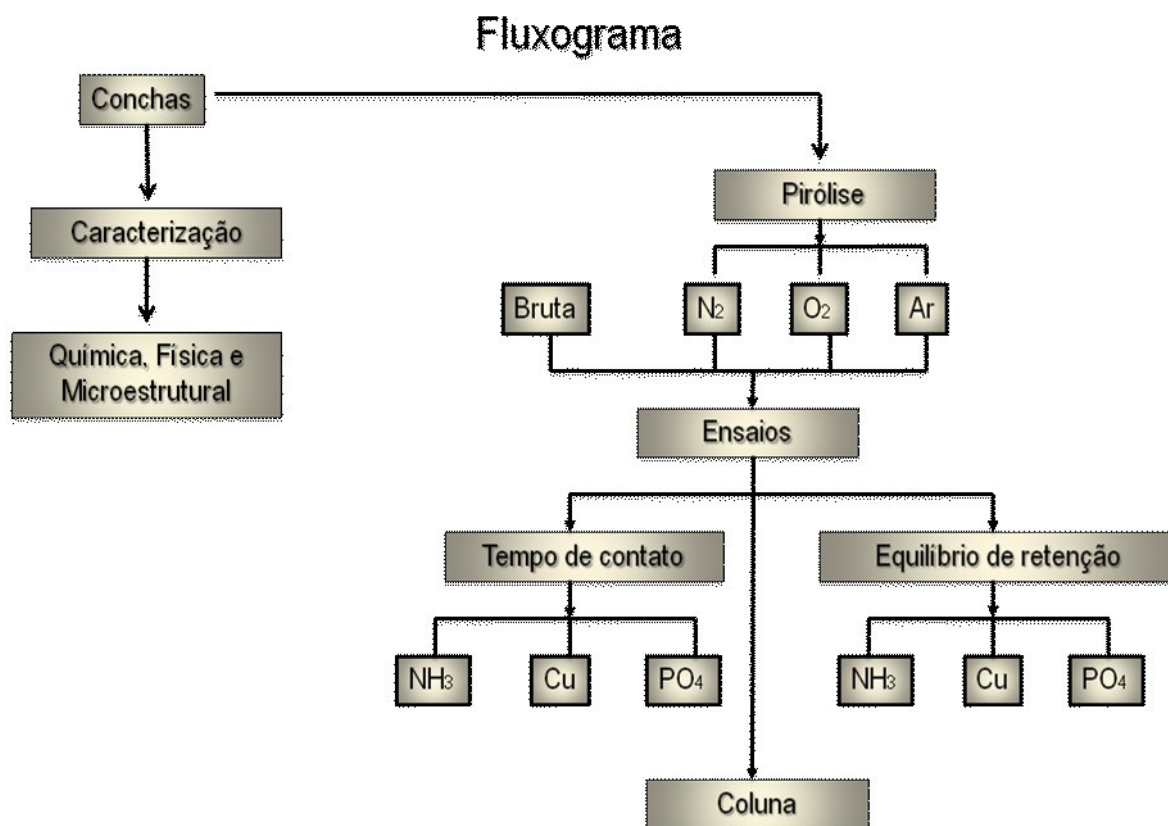 Fluxograma
Conchas
Pirólise
Caracterização
Bruta
N₂
O₂
Ar
Química, Física e
Microestrutural
Ensaios
Tempo de contato
Equilíbrio de retenção
NH₃
Cu
PO₄
NH₃
Cu
PO₄
Coluna